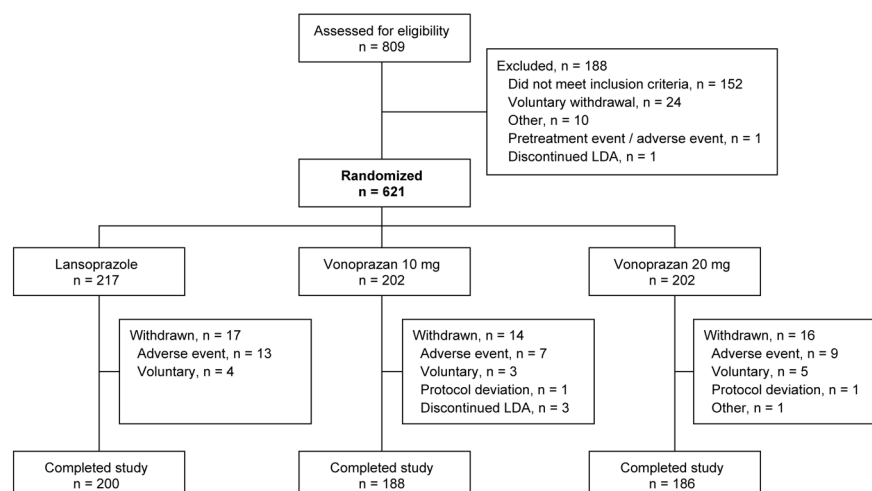 Assessed for eligibility
n = 809
Excluded, n = 188
Did not meet inclusion criteria, n = 152
Voluntary withdrawal, n = 24
Other, n = 10
Pretreatment event / adverse event, n = 1
Discontinued LDA, n = 1
Randomized
n = 621
Lansoprazole
n = 217
Vonoprazan 10 mg
n = 202
Vonoprazan 20 mg
n = 202
Withdrawn, n = 17
Adverse event, n = 13
Voluntary, n = 4
Withdrawn, n = 14
Adverse event, n = 7
Voluntary, n = 3
Protocol deviation, n = 1
Discontinued LDA, n = 3
Withdrawn, n = 16
Adverse event, n = 9
Voluntary, n = 5
Protocol deviation, n = 1
Other, n = 1
Completed study
n = 200
Completed study
n = 188
Completed study
n = 186